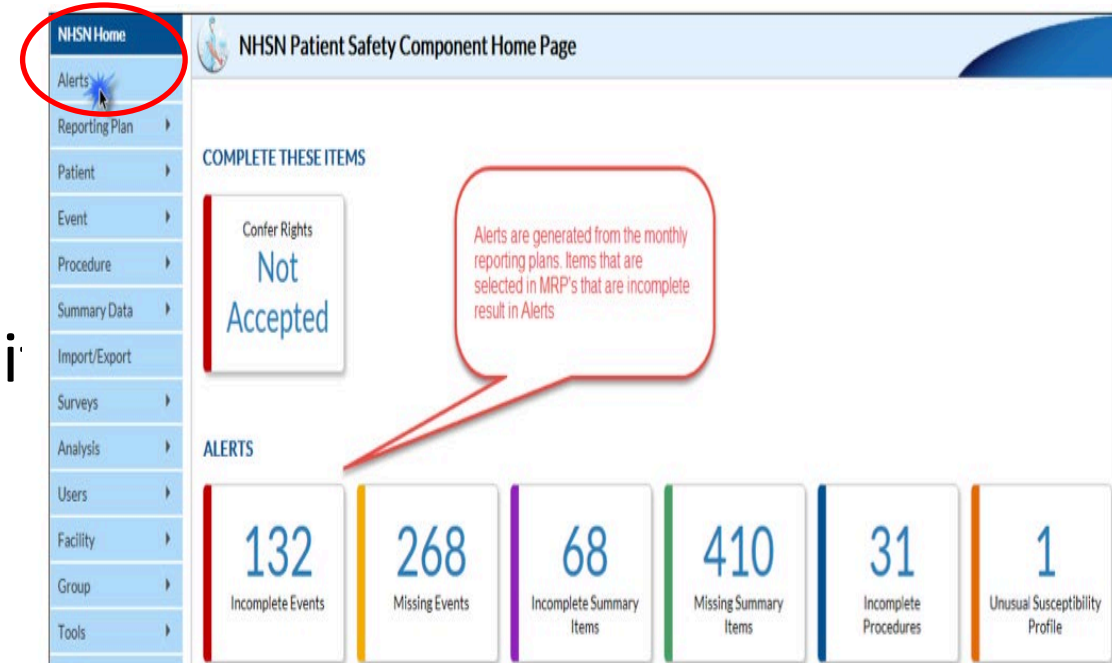 NHSN Home
Alerts
Reporting Plan
Patient
Event
Procedure
Summary Data
Import/Export
Surveys
Analysis
Users
Facility
Group
Tools
NHSN Patient Safety Component Home Page
COMPLETE THESE ITEMS
Confer Rights
Not
Accepted
Alerts are generated from the monthly
reporting plans. Items that are
selected in MRP's that are incomplete
result in Alerts
ALERTS
132
Incomplete Events
268
Missing Events
68
Incomplete Summary
Items
410
Missing Summary
Items
31
Incomplete
Procedures
1
Unusual Susceptibility
Profile